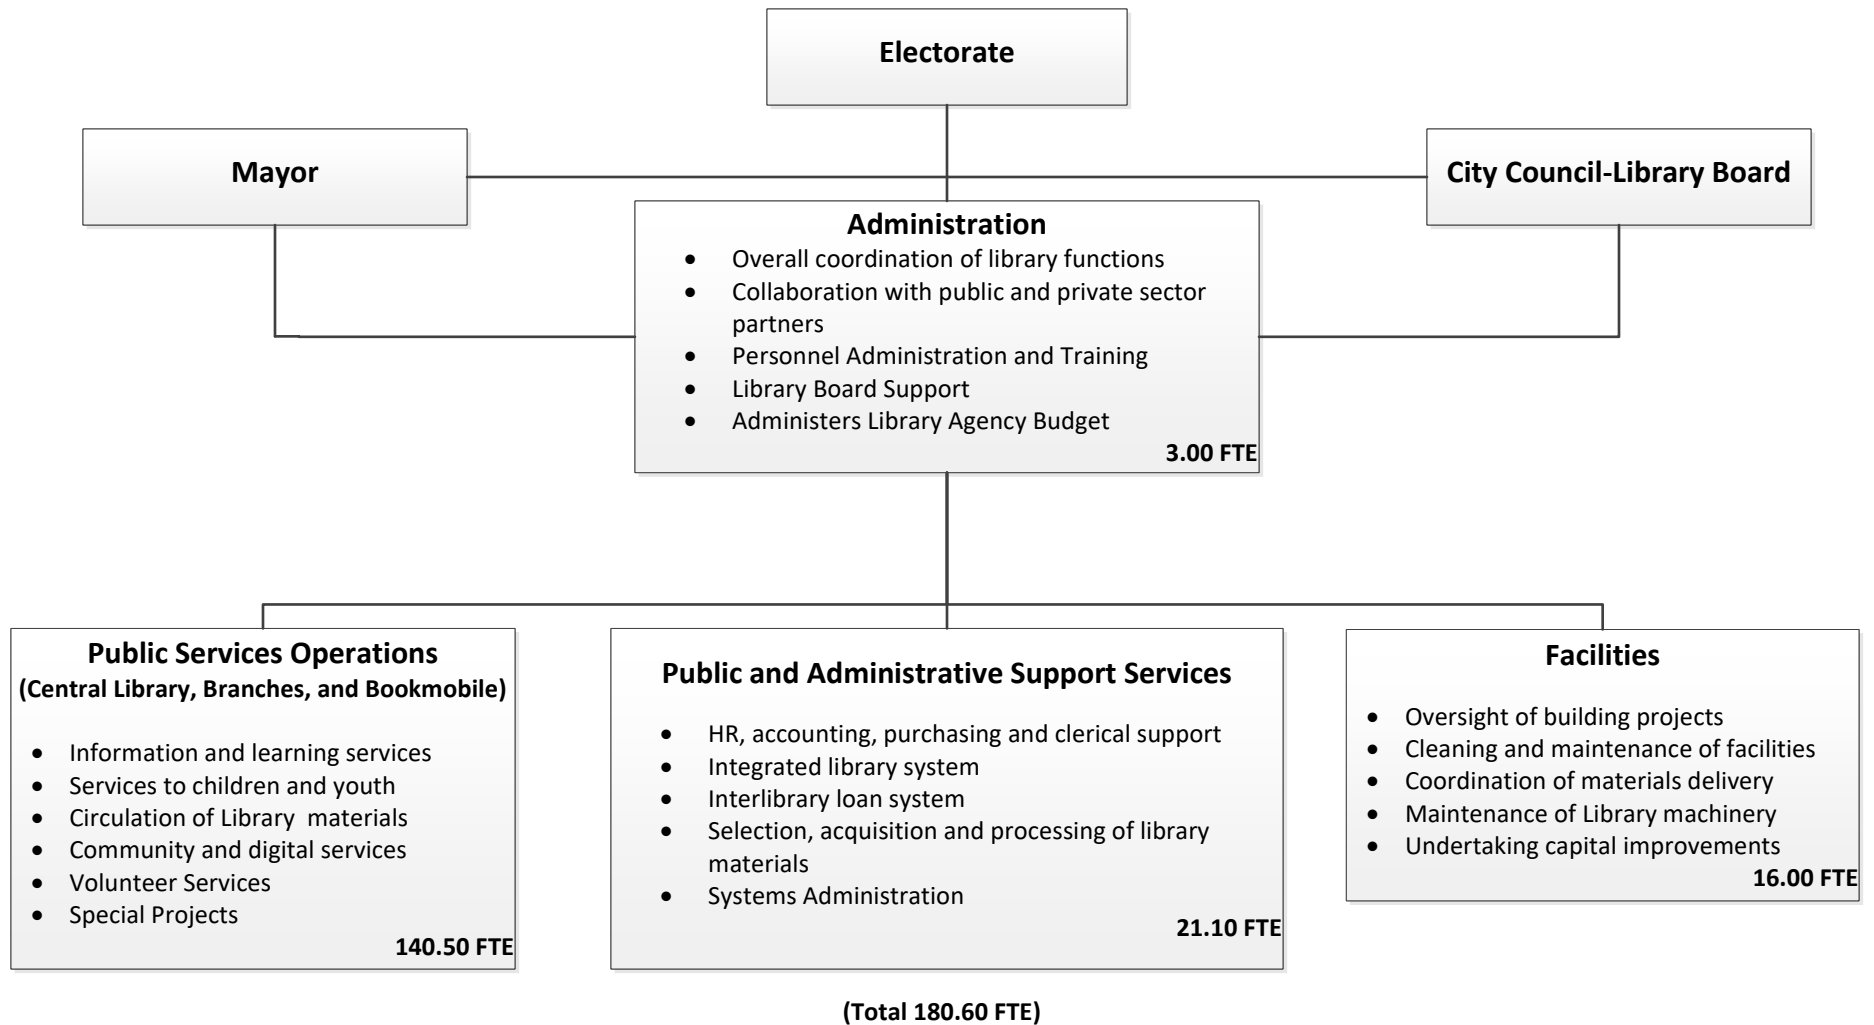 Electorate
Mayor
City Council-Library Board
Administration
• Overall coordination of library functions
• Collaboration with public and private sector
partners
• Personnel Administration and Training
• Library Board Support
• Administers Library Agency Budget
3.00 FTE
Public Services Operations
(Central Library, Branches, and Bookmobile)
• Information and learning services
• Services to children and youth
• Circulation of Library  materials
• Community and digital services
• Volunteer Services
• Special Projects
140.50 FTE
Public and Administrative Support Services
• HR, accounting, purchasing and clerical support
• Integrated library system
• Interlibrary loan system
• Selection, acquisition and processing of library
materials
• Systems Administration
21.10 FTE
Facilities
• Oversight of building projects
• Cleaning and maintenance of facilities
• Coordination of materials delivery
• Maintenance of Library machinery
• Undertaking capital improvements
16.00 FTE
(Total 180.60 FTE)